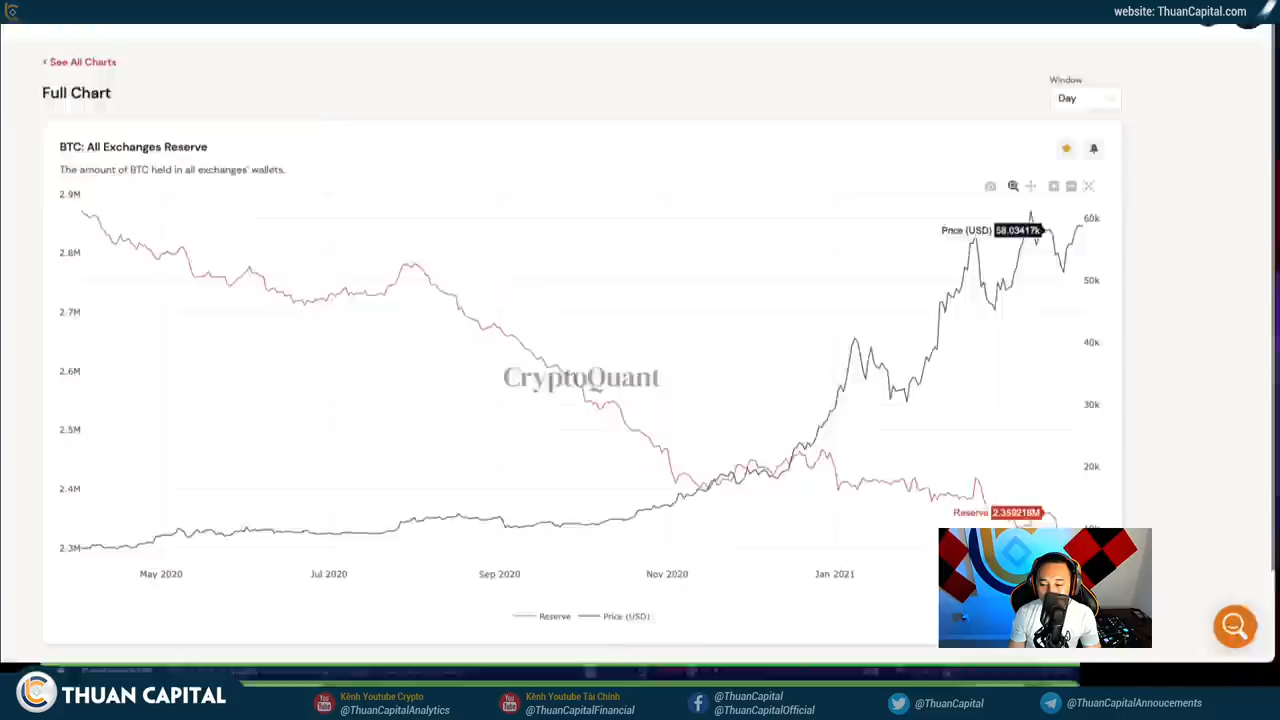 website: ThuanCapital.com
‹ See All Charts
Full Chart
Window
Day
BTC: All Exchanges Reserve
The amount of BTC held in all exchanges' wallets.
2.9M
2.8M
2.7M
2.6M
2.5M
2.4M
2.3M
60k
50k
40k
30k
20k
Price (USD) 58.03417k
CryptoQuant
Reserve 2.359218M
May 2020
Jul 2020
Sep 2020
Nov 2020
Jan 2021
Reserve
Price (USD)
THUAN CAPITAL
You Tube
Kênh Youtube Crypto
@ThuanCapitalAnalytics
You Tube
Kênh Youtube Tài Chính
@ThuanCapitalFinancial
@ThuanCapital
@ThuanCapitalOfficial
@ThuanCapital
@ThuanCapitalAnnoucements